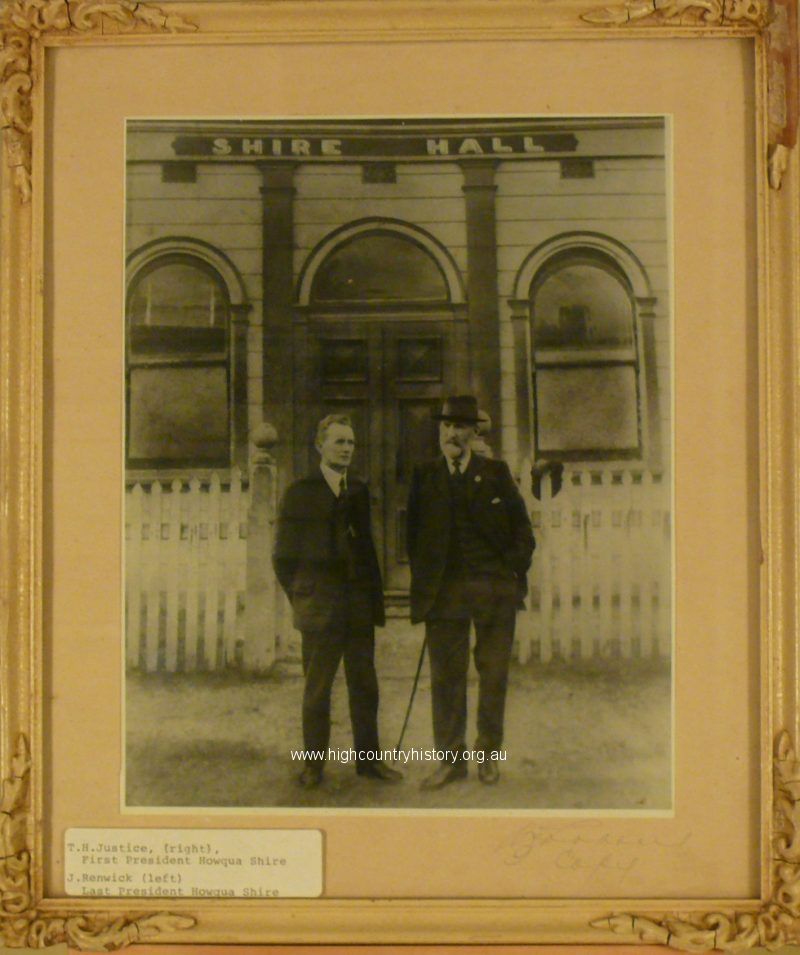 SHIRE HALL
www.highcountryhistory.org.au
T.H.Justice, (right),
First President Howqua Shire
J.Renwick (left)
Last President Howqua Shire